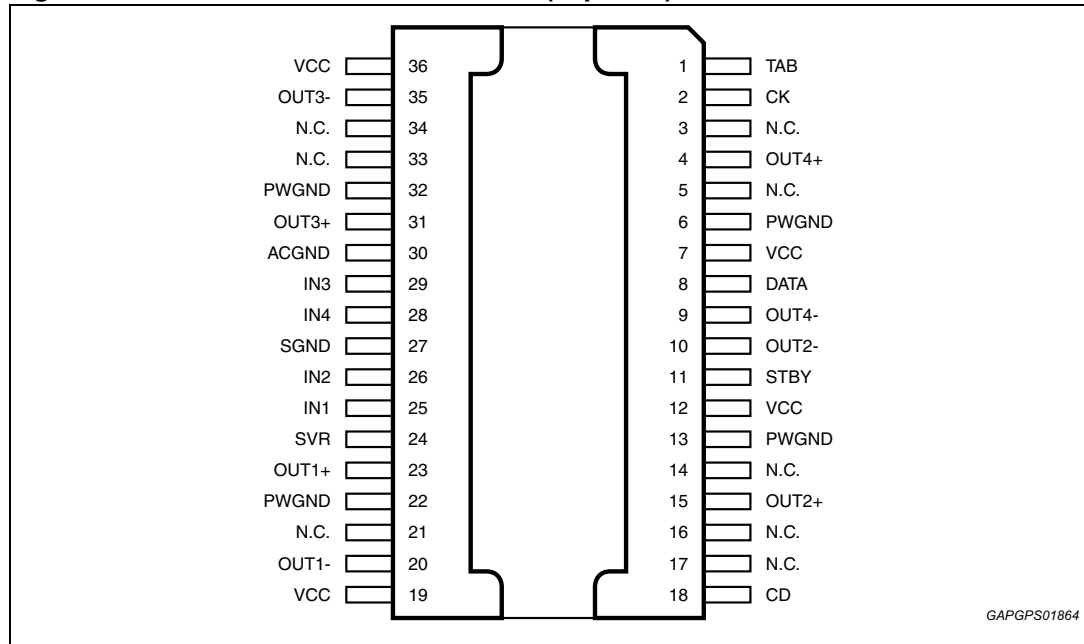 VCC 36 1 TAB
OUT3- 35 2 CK
N.C. 34 3 N.C.
N.C. 33 4 OUT4+
PWGND 32 5 N.C.
OUT3+ 31 6 PWGND
ACGND 30 7 VCC
IN3 29 8 DATA
IN4 28 9 OUT4-
SGND 27 10 OUT2-
IN2 26 11 STBY
IN1 25 12 VCC
SVR 24 13 PWGND
OUT1+ 23 14 N.C.
PWGND 22 15 OUT2+
N.C. 21 16 N.C.
OUT1- 20 17 N.C.
VCC 19 18 CD
GAPGPS01864